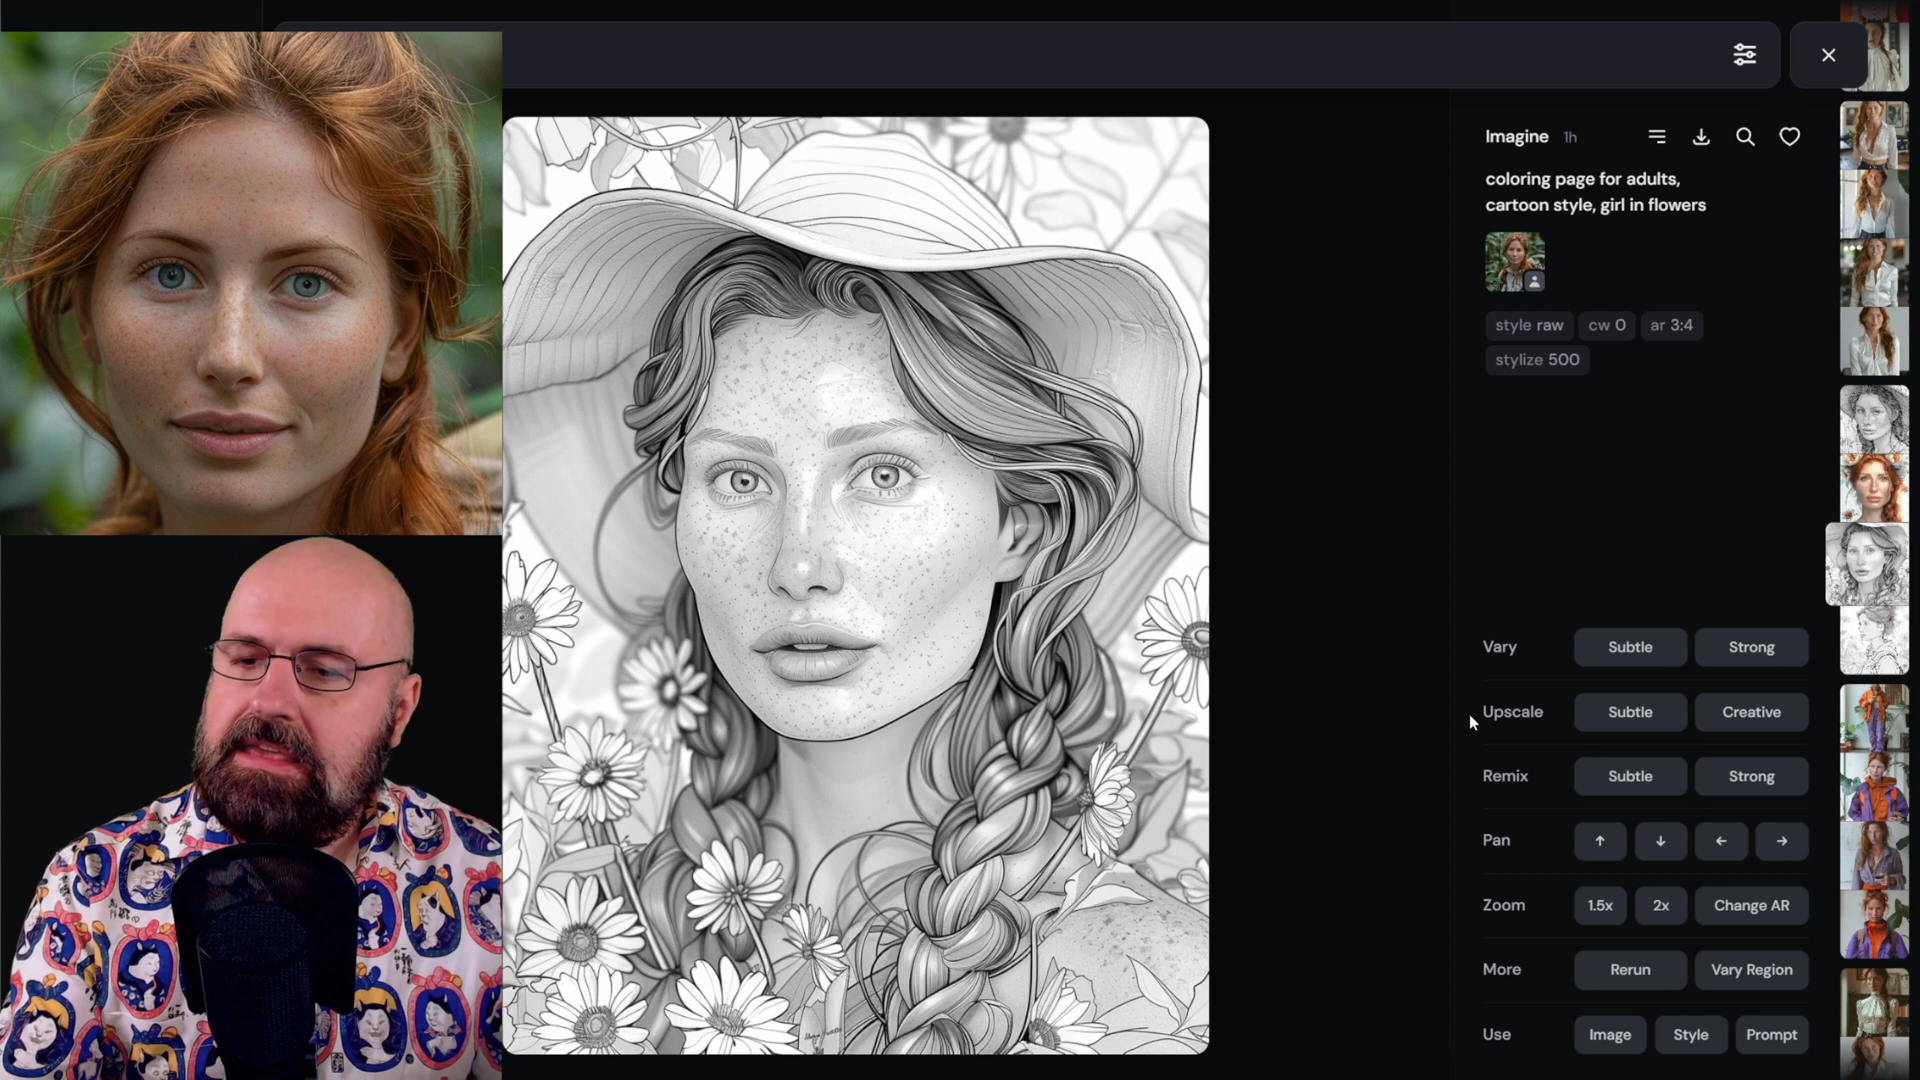 Imagine 1h
coloring page for adults,
cartoon style, girl in flowers
style raw cw 0 ar 3:4
stylize 500
Vary Subtle Strong
Upscale Subtle Creative
Remix Subtle Strong
Pan ↑ ↓ ← →
Zoom 1.5x 2x Change AR
More Rerun Vary Region
Use Image Style Prompt